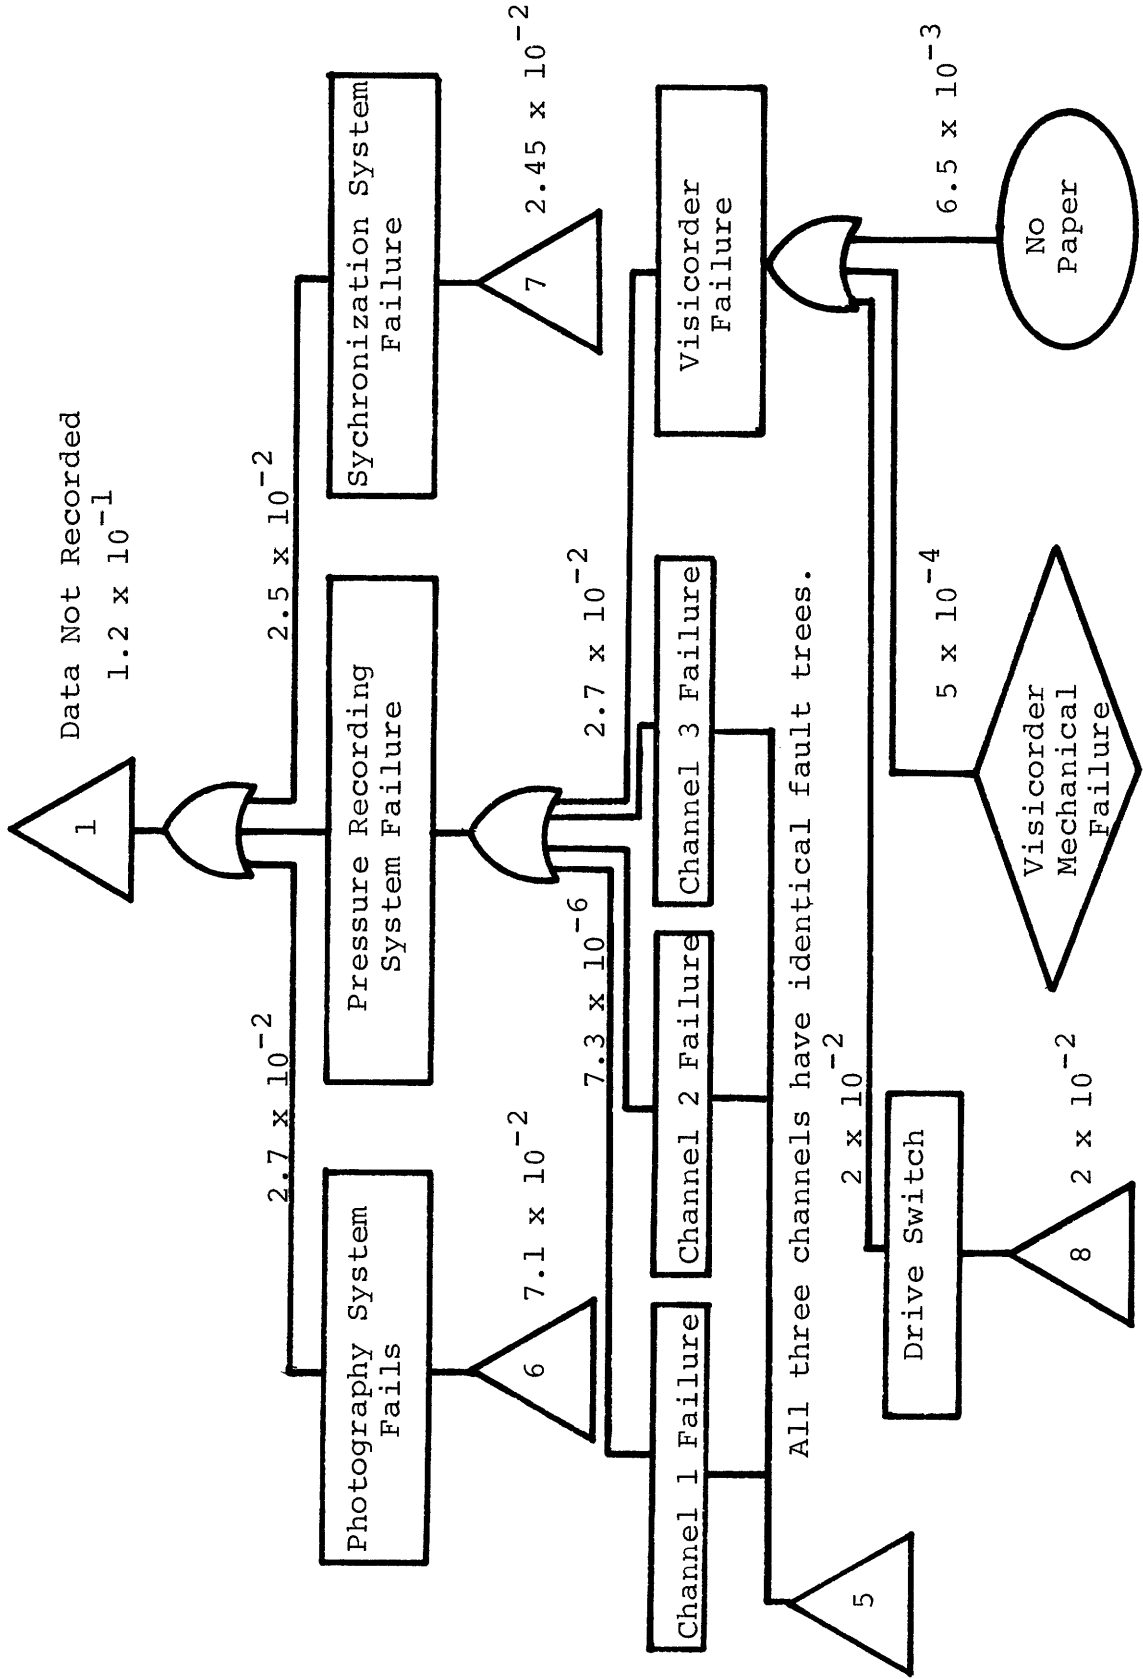 Data Not Recorded
1.2 x 10^-1
1
2.7 x 10^-2
2.5 x 10^-2
Photography System
Fails
Pressure Recording
System Failure
Sychronization System
Failure
6
7.1 x 10^-2
7
2.45 x 10^-2
7.3 x 10^-6
2.7 x 10^-2
Channel 1 Failure
Channel 2 Failure
Channel 3 Failure
Visicorder
Failure
All three channels have identical fault trees.
5
2 x 10^-2
5 x 10^-4
6.5 x 10^-3
Drive Switch
8
2 x 10^-2
Visicorder
Mechanical
Failure
No
Paper